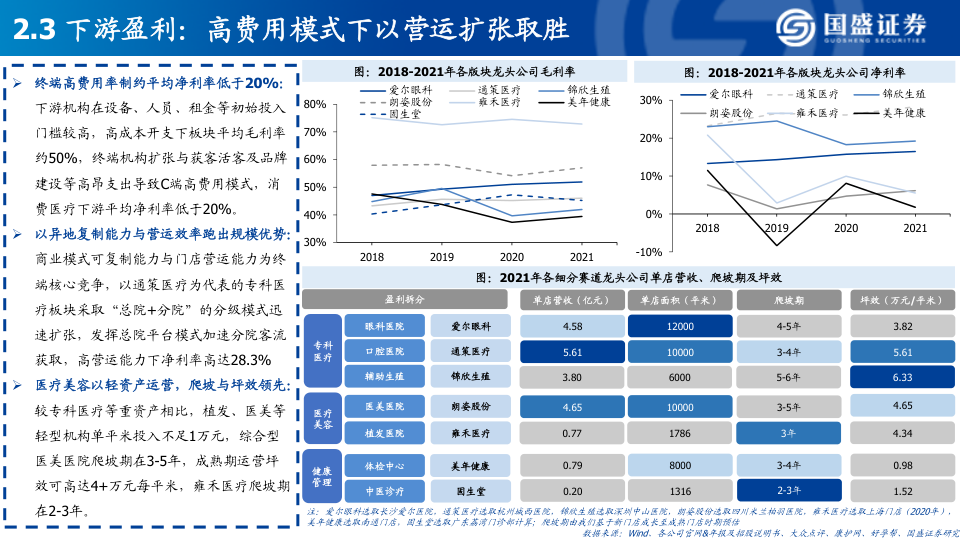 2.3 下游盈利：高费用模式下以营运扩张取胜
国盛证券
GUOSHENG SECURITIES
终端高费用率制约平均净利率低于20%：
下游机构在设备、人员、租金等初始投入
门槛较高，高成本开支下板块平均毛利率
约50%，终端机构扩张与获客活客及品牌
建设等高昂支出导致C端高费用模式，消
费医疗下游平均净利率低于20%。
以异地复制能力与营运效率跑出规模优势：
商业模式可复制能力与门店营运能力为终
端核心竞争，以通策医疗为代表的专科医
疗板块采取“总院+分院”的分级模式迅
速扩张，发挥总院平台模式加速分院客流
获取，高营运能力下净利率高达28.3%
医疗美容以轻资产运营，爬坡与坪效领先：
较专科医疗等重资产相比，植发、医美等
轻型机构单平米投入不足1万元，综合型
医美医院爬坡期在3-5年，成熟期运营坪
效可高达4+万元每平米，雍禾医疗爬坡期
在2-3年。
图：2018-2021年各版块龙头公司毛利率
爱尔眼科 通策医疗 锦欣生殖
朗姿股份 雍禾医疗 美年健康
固生堂
80%
70%
60%
50%
40%
30%
2018 2019 2020 2021
图：2018-2021年各版块龙头公司净利率
爱尔眼科 通策医疗 锦欣生殖
朗姿股份 雍禾医疗 美年健康
30%
20%
10%
0%
-10%
2018 2019 2020 2021
图：2021年各细分赛道龙头公司单店营收、爬坡期及坪效
盈利拆分 单店营收（亿元） 单店面积（平米） 爬坡期 坪效（万元/平米）
专科
医疗
眼科医院 爱尔眼科 4.58 12000 4-5年 3.82
口腔医院 通策医疗 5.61 10000 3-4年 5.61
辅助生殖 锦欣生殖 3.80 6000 5-6年 6.33
医疗
美容
医美医院 朗姿股份 4.65 10000 3-5年 4.65
植发医院 雍禾医疗 0.77 1786 3年 4.34
健康
管理
体检中心 美年健康 0.79 8000 3-4年 0.98
中医诊疗 固生堂 0.20 1316 2-3年 1.52
注：爱尔眼科选取长沙爱尔医院，通策医疗选取杭州城西医院，锦欣生殖选取深圳中山医院，朗姿股份选取四川米兰柏羽医院，雍禾医疗选取上海门店（2020年），
美年健康选取南通门店，固生堂选取广东荔湾门诊部计算；爬坡期由我们基于新门店成长至成熟门店时期预估
数据来源：Wind、各公司官网&年报及招股说明书、大众点评、康护网、好孕帮、国盛证券研究